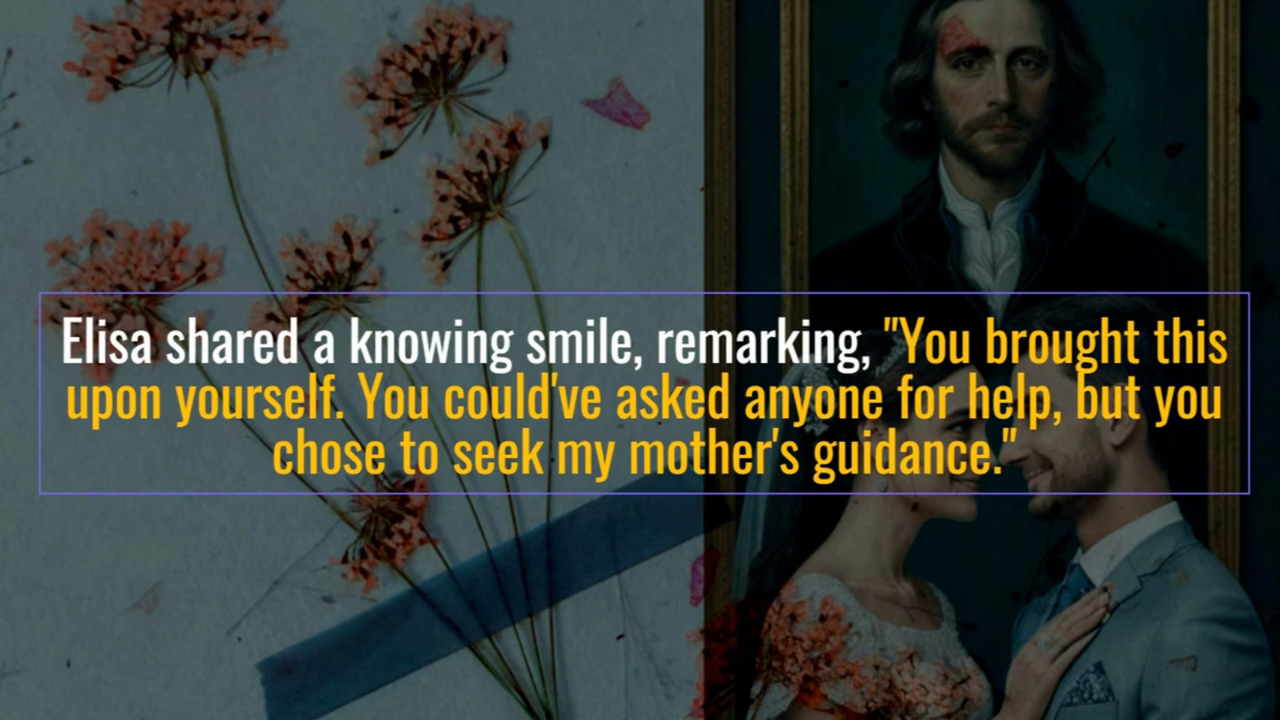 Elisa shared a knowing smile, remarking, "You brought this
upon yourself. You could've asked anyone for help, but you
chose to seek my mother's guidance."